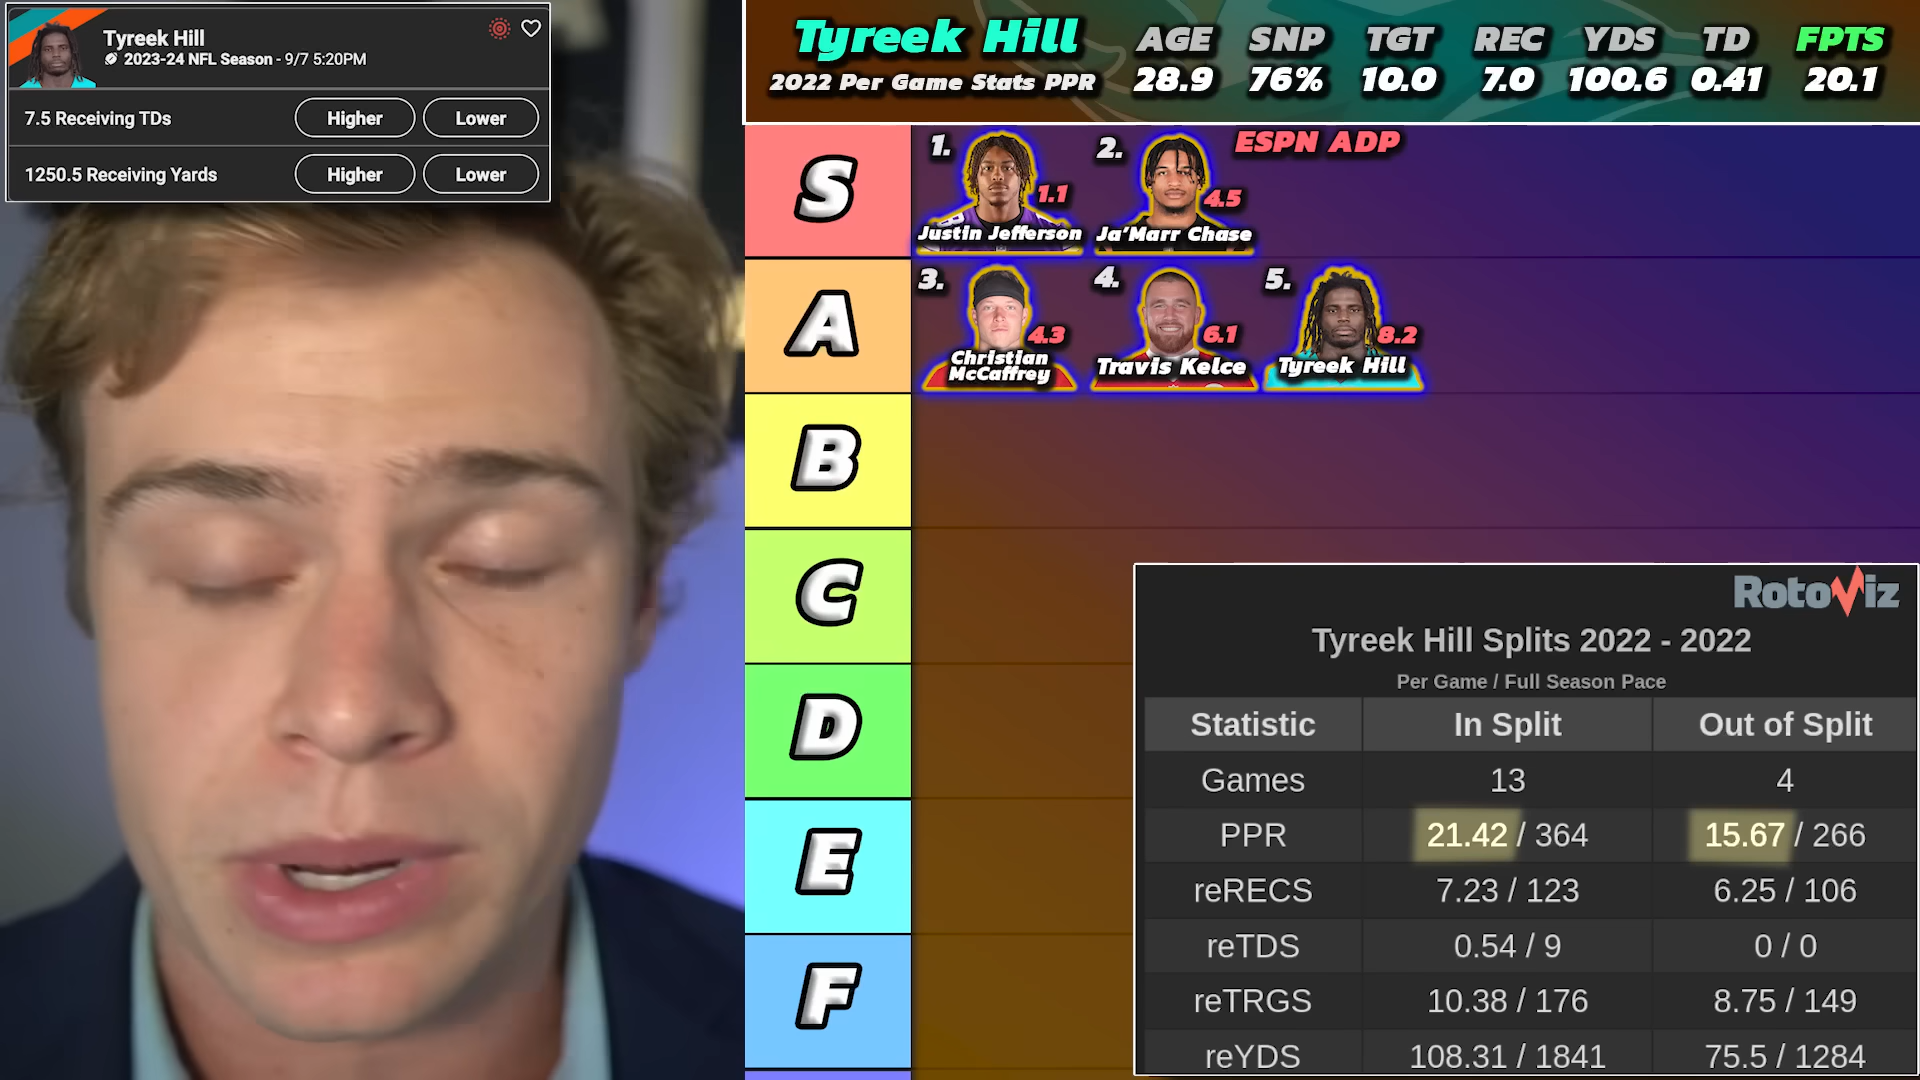 Tyreek Hill
2023-24 NFL Season - 9/7 5:20PM
7.5 Receiving TDs Higher Lower
1250.5 Receiving Yards Higher Lower
Tyreek Hill AGE SNP TGT REC YDS TD FPTS
2022 Per Game Stats PPR 28.9 76% 10.0 7.0 100.6 0.41 20.1
S
ESPN ADP
1. 1.1 Justin Jefferson
2. 4.5 Ja'Marr Chase
A
3. 4.3 Christian
McCaffrey
4. 6.1 Travis Kelce
5. 8.2 Tyreek Hill
B
C
D
E
F
RotoViz
Tyreek Hill Splits 2022 - 2022
Per Game / Full Season Pace
Statistic In Split Out of Split
Games 13 4
PPR 21.42 / 364 15.67 / 266
reRECS 7.23 / 123 6.25 / 106
reTDS 0.54 / 9 0 / 0
reTRGS 10.38 / 176 8.75 / 149
reYDS 108.31 / 1841 75.5 / 1284